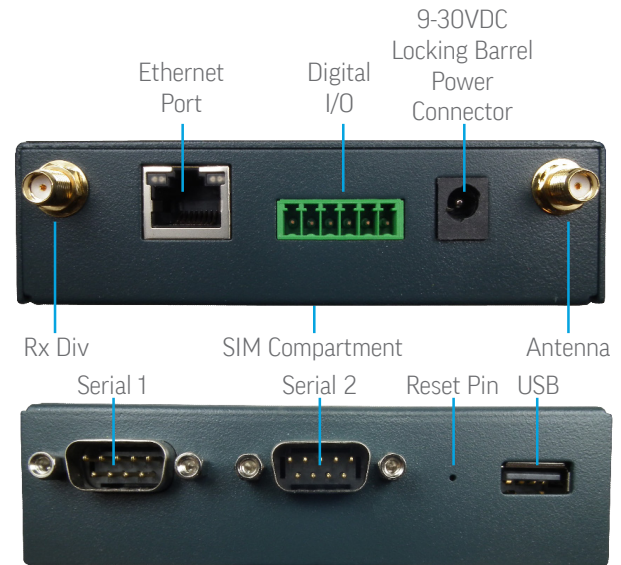 9-30VDC
Locking Barrel
Power
Connector
Ethernet
Port
Digital
I/O
Rx Div
SIM Compartment
Antenna
Serial 1
Serial 2
Reset Pin
USB